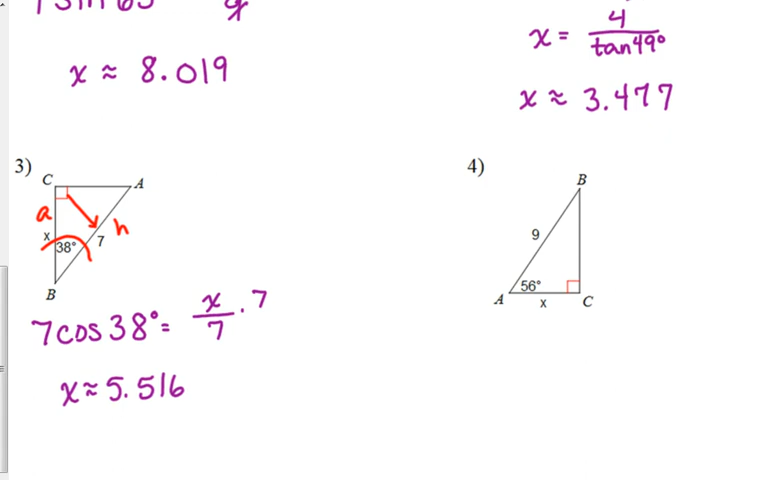 x ≈ 8.019
x = 4 / tan49°
x ≈ 3.477
3)
C
A
a
h
x
38°
7
B
7cos38° = x/7 · 7
x ≈ 5.516
4)
B
9
56°
A
x
C